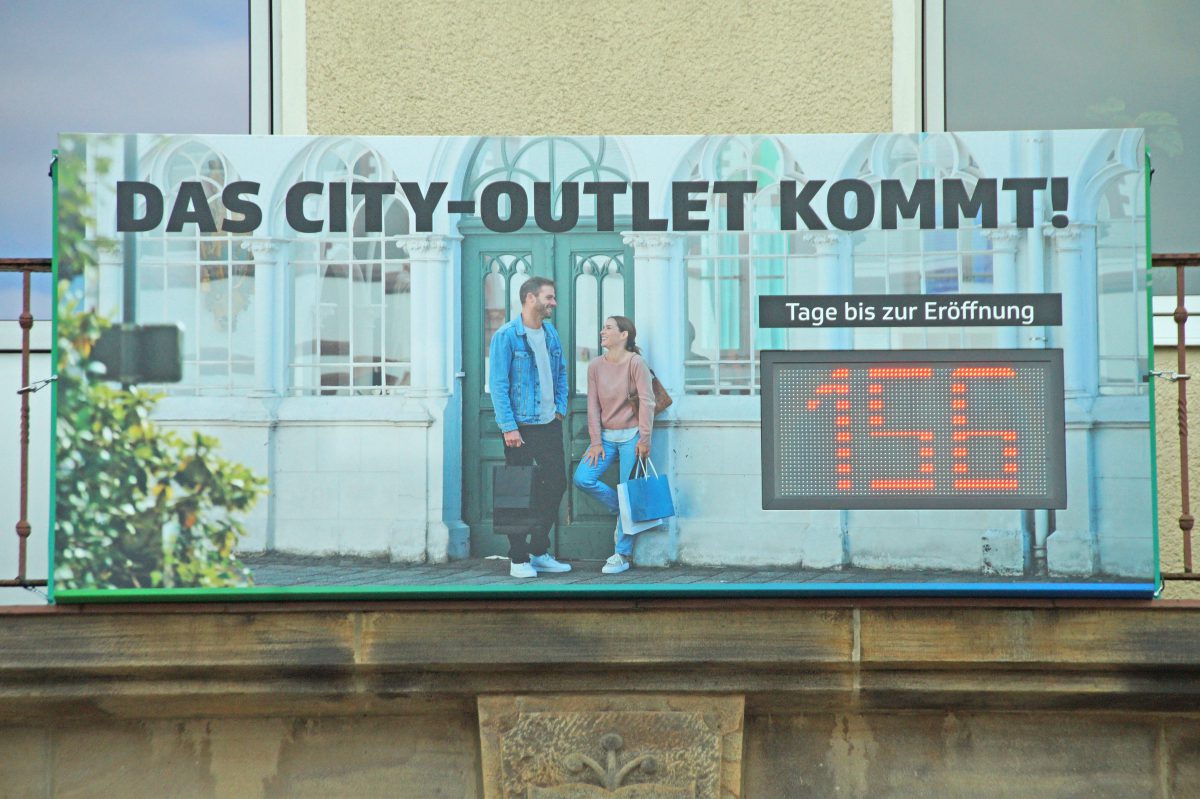 DAS CITY-OUTLET KOMMT!
Tage bis zur Eröffnung
156